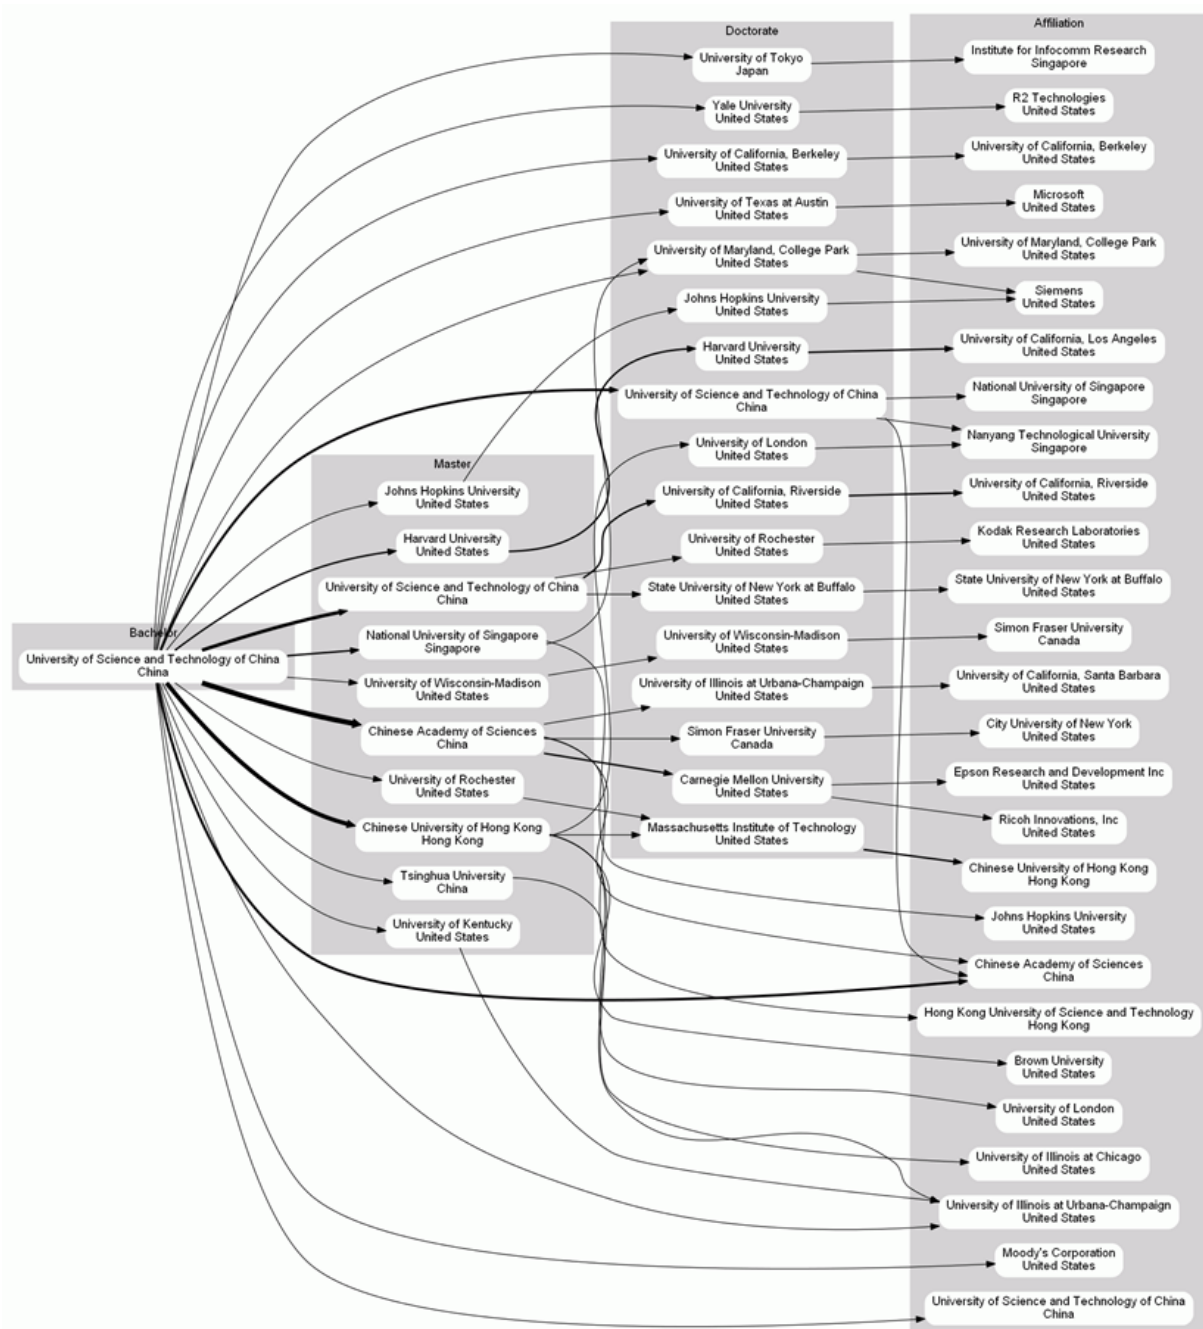 Bachelor
University of Science and Technology of China
China
Master
Johns Hopkins University
United States
Harvard University
United States
University of Science and Technology of China
China
National University of Singapore
Singapore
University of Wisconsin-Madison
United States
Chinese Academy of Sciences
China
University of Rochester
United States
Chinese University of Hong Kong
Hong Kong
Tsinghua University
China
University of Kentucky
United States
Doctorate
University of Tokyo
Japan
Yale University
United States
University of California, Berkeley
United States
University of Texas at Austin
United States
University of Maryland, College Park
United States
Johns Hopkins University
United States
Harvard University
United States
University of Science and Technology of China
China
University of London
United States
University of California, Riverside
United States
University of Rochester
United States
State University of New York at Buffalo
United States
University of Wisconsin-Madison
United States
University of Illinois at Urbana-Champaign
United States
Simon Fraser University
Canada
Carnegie Mellon University
United States
Massachusetts Institute of Technology
United States
Affiliation
Institute for Infocomm Research
Singapore
R2 Technologies
United States
University of California, Berkeley
United States
Microsoft
United States
University of Maryland, College Park
United States
Siemens
United States
University of California, Los Angeles
United States
National University of Singapore
Singapore
Nanyang Technological University
Singapore
University of California, Riverside
United States
Kodak Research Laboratories
United States
State University of New York at Buffalo
United States
Simon Fraser University
Canada
University of California, Santa Barbara
United States
City University of New York
United States
Epson Research and Development Inc
United States
Ricoh Innovations, Inc
United States
Chinese University of Hong Kong
Hong Kong
Johns Hopkins University
United States
Chinese Academy of Sciences
China
Hong Kong University of Science and Technology
Hong Kong
Brown University
United States
University of London
United States
University of Illinois at Chicago
United States
University of Illinois at Urbana-Champaign
United States
Moody's Corporation
United States
University of Science and Technology of China
China